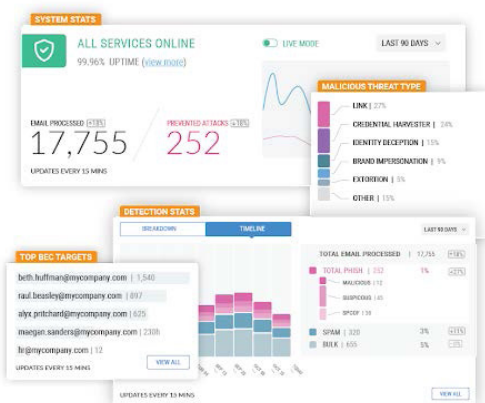 SYSTEM STATS
ALL SERVICES ONLINE
99.96% UPTIME (view more)
LIVE MODE
LAST 90 DAYS
EMAIL PROCESSED +18%
17,755
PREVENTED ATTACKS
252
UPDATES EVERY 15 MINS
MALICIOUS THREAT TYPE
LINK | 27%
CREDENTIAL HARVESTER | 24%
IDENTITY DECEPTION | 15%
BRAND IMPERSONATION | 9%
EXTORTION | 5%
OTHER | 15%
DETECTION STATS
BREAKDOWN
TIMELINE
LAST 90 DAYS
TOTAL EMAIL PROCESSED | 17,755 +18%
TOTAL PHISH | 252 1% +27%
MALICIOUS | 12
SUSPICIOUS
SPOOF
SPAM | 320 3% +11%
BULK | 655 5%
UPDATES EVERY 15 MINS
VIEW ALL
TOP BEC TARGETS
beth.huffman@mycompany.com | 1,540
raul.beasley@mycompany.com | 897
alyx.pritchard@mycompany.com | 625
maegan.sanders@mycompany.com | 230h
hr@mycompany.com | 12
UPDATES EVERY 15 MINS
VIEW ALL